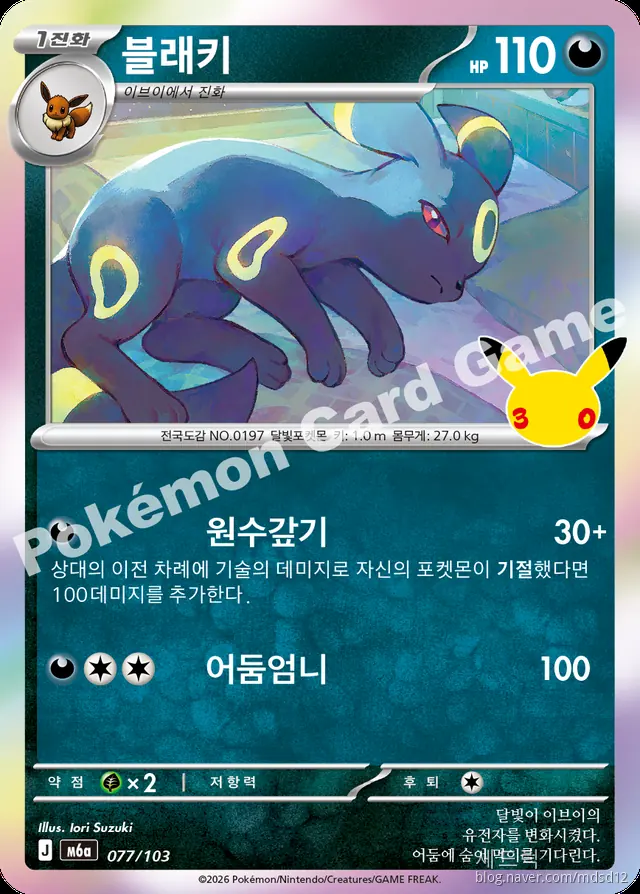 1진화
블래키
HP 110
이브이에서 진화
Pokémon Card Game
30
전국도감 NO.0197 달빛포켓몬 키: 1.0 m 몸무게: 27.0 kg
원수갚기 30+
상대의 이전 차례에 기술의 데미지로 자신의 포켓몬이 기절했다면
100데미지를 추가한다.
어둠엄니 100
약점 ×2 저항력 후퇴
Illus. Iori Suzuki
J M6a 077/103
달빛이 이브이의
유전자를 변화시켰다.
어둠에 숨어 기다린다.
©2026 Pokémon/Nintendo/Creatures/GAME FREAK.
blog.naver.com/mdsd12